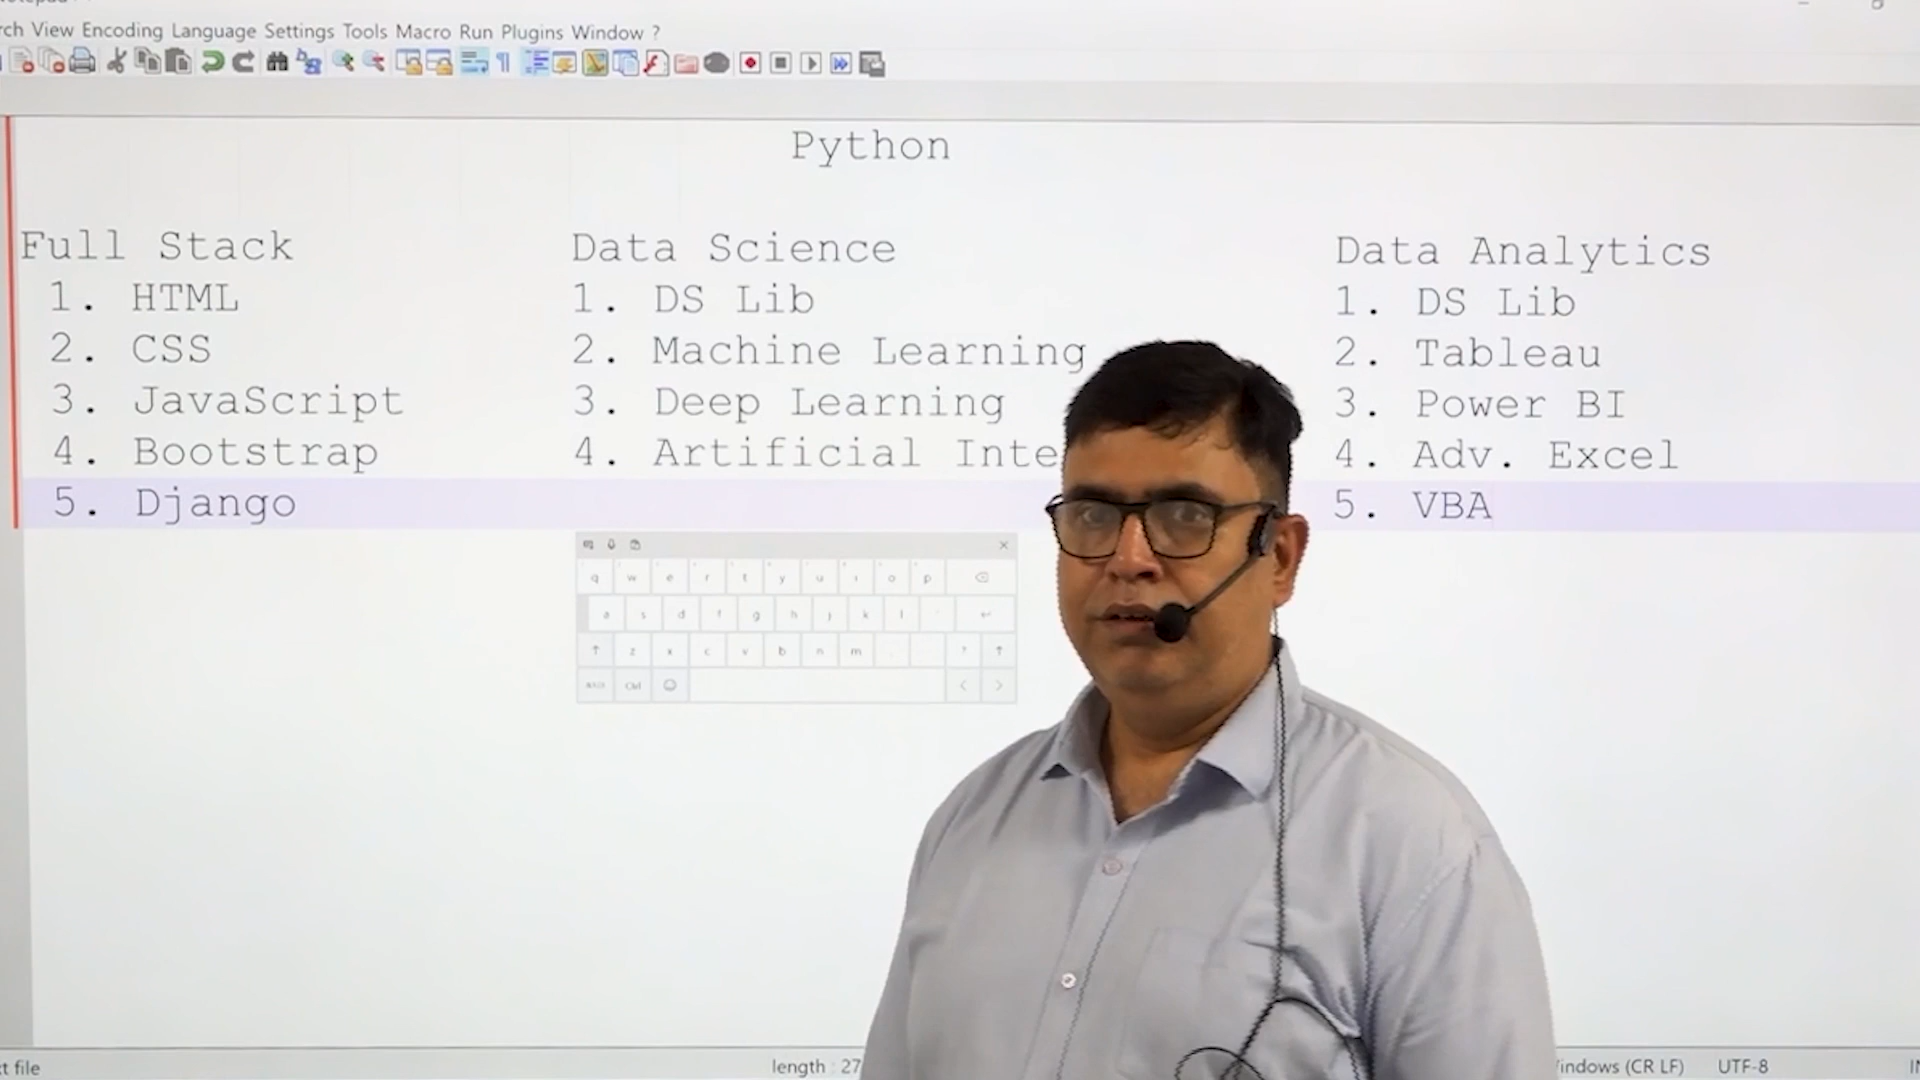 View Encoding Language Settings Tools Macro Run Plugins Window ?
Python
Full Stack
1. HTML
2. CSS
3. JavaScript
4. Bootstrap
5. Django
Data Science
1. DS Lib
2. Machine Learning
3. Deep Learning
4. Artificial
Data Analytics
1. DS Lib
2. Tableau
3. Power BI
4. Adv. Excel
5. VBA
q w e r t y u i o p
a s d f g h j k l
z x c v b n m
Ctrl
file
length : 27
(CR LF)
UTF-8